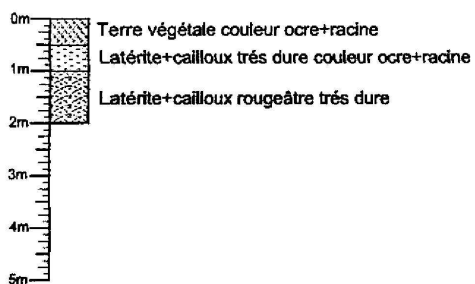 0m
Terre végétale couleur ocre+racine
Latérite+cailloux trés dure couleur ocre+racine
1m
Latérite+cailloux rougeâtre trés dure
2m
3m
4m
5m